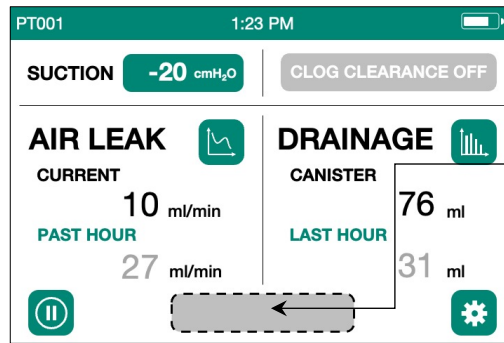 PT001 1:23 PM
SUCTION -20 cmH₂O CLOG CLEARANCE OFF
AIR LEAK DRAINAGE
CURRENT CANISTER
10 ml/min 76 ml
PAST HOUR LAST HOUR
27 ml/min 31 ml